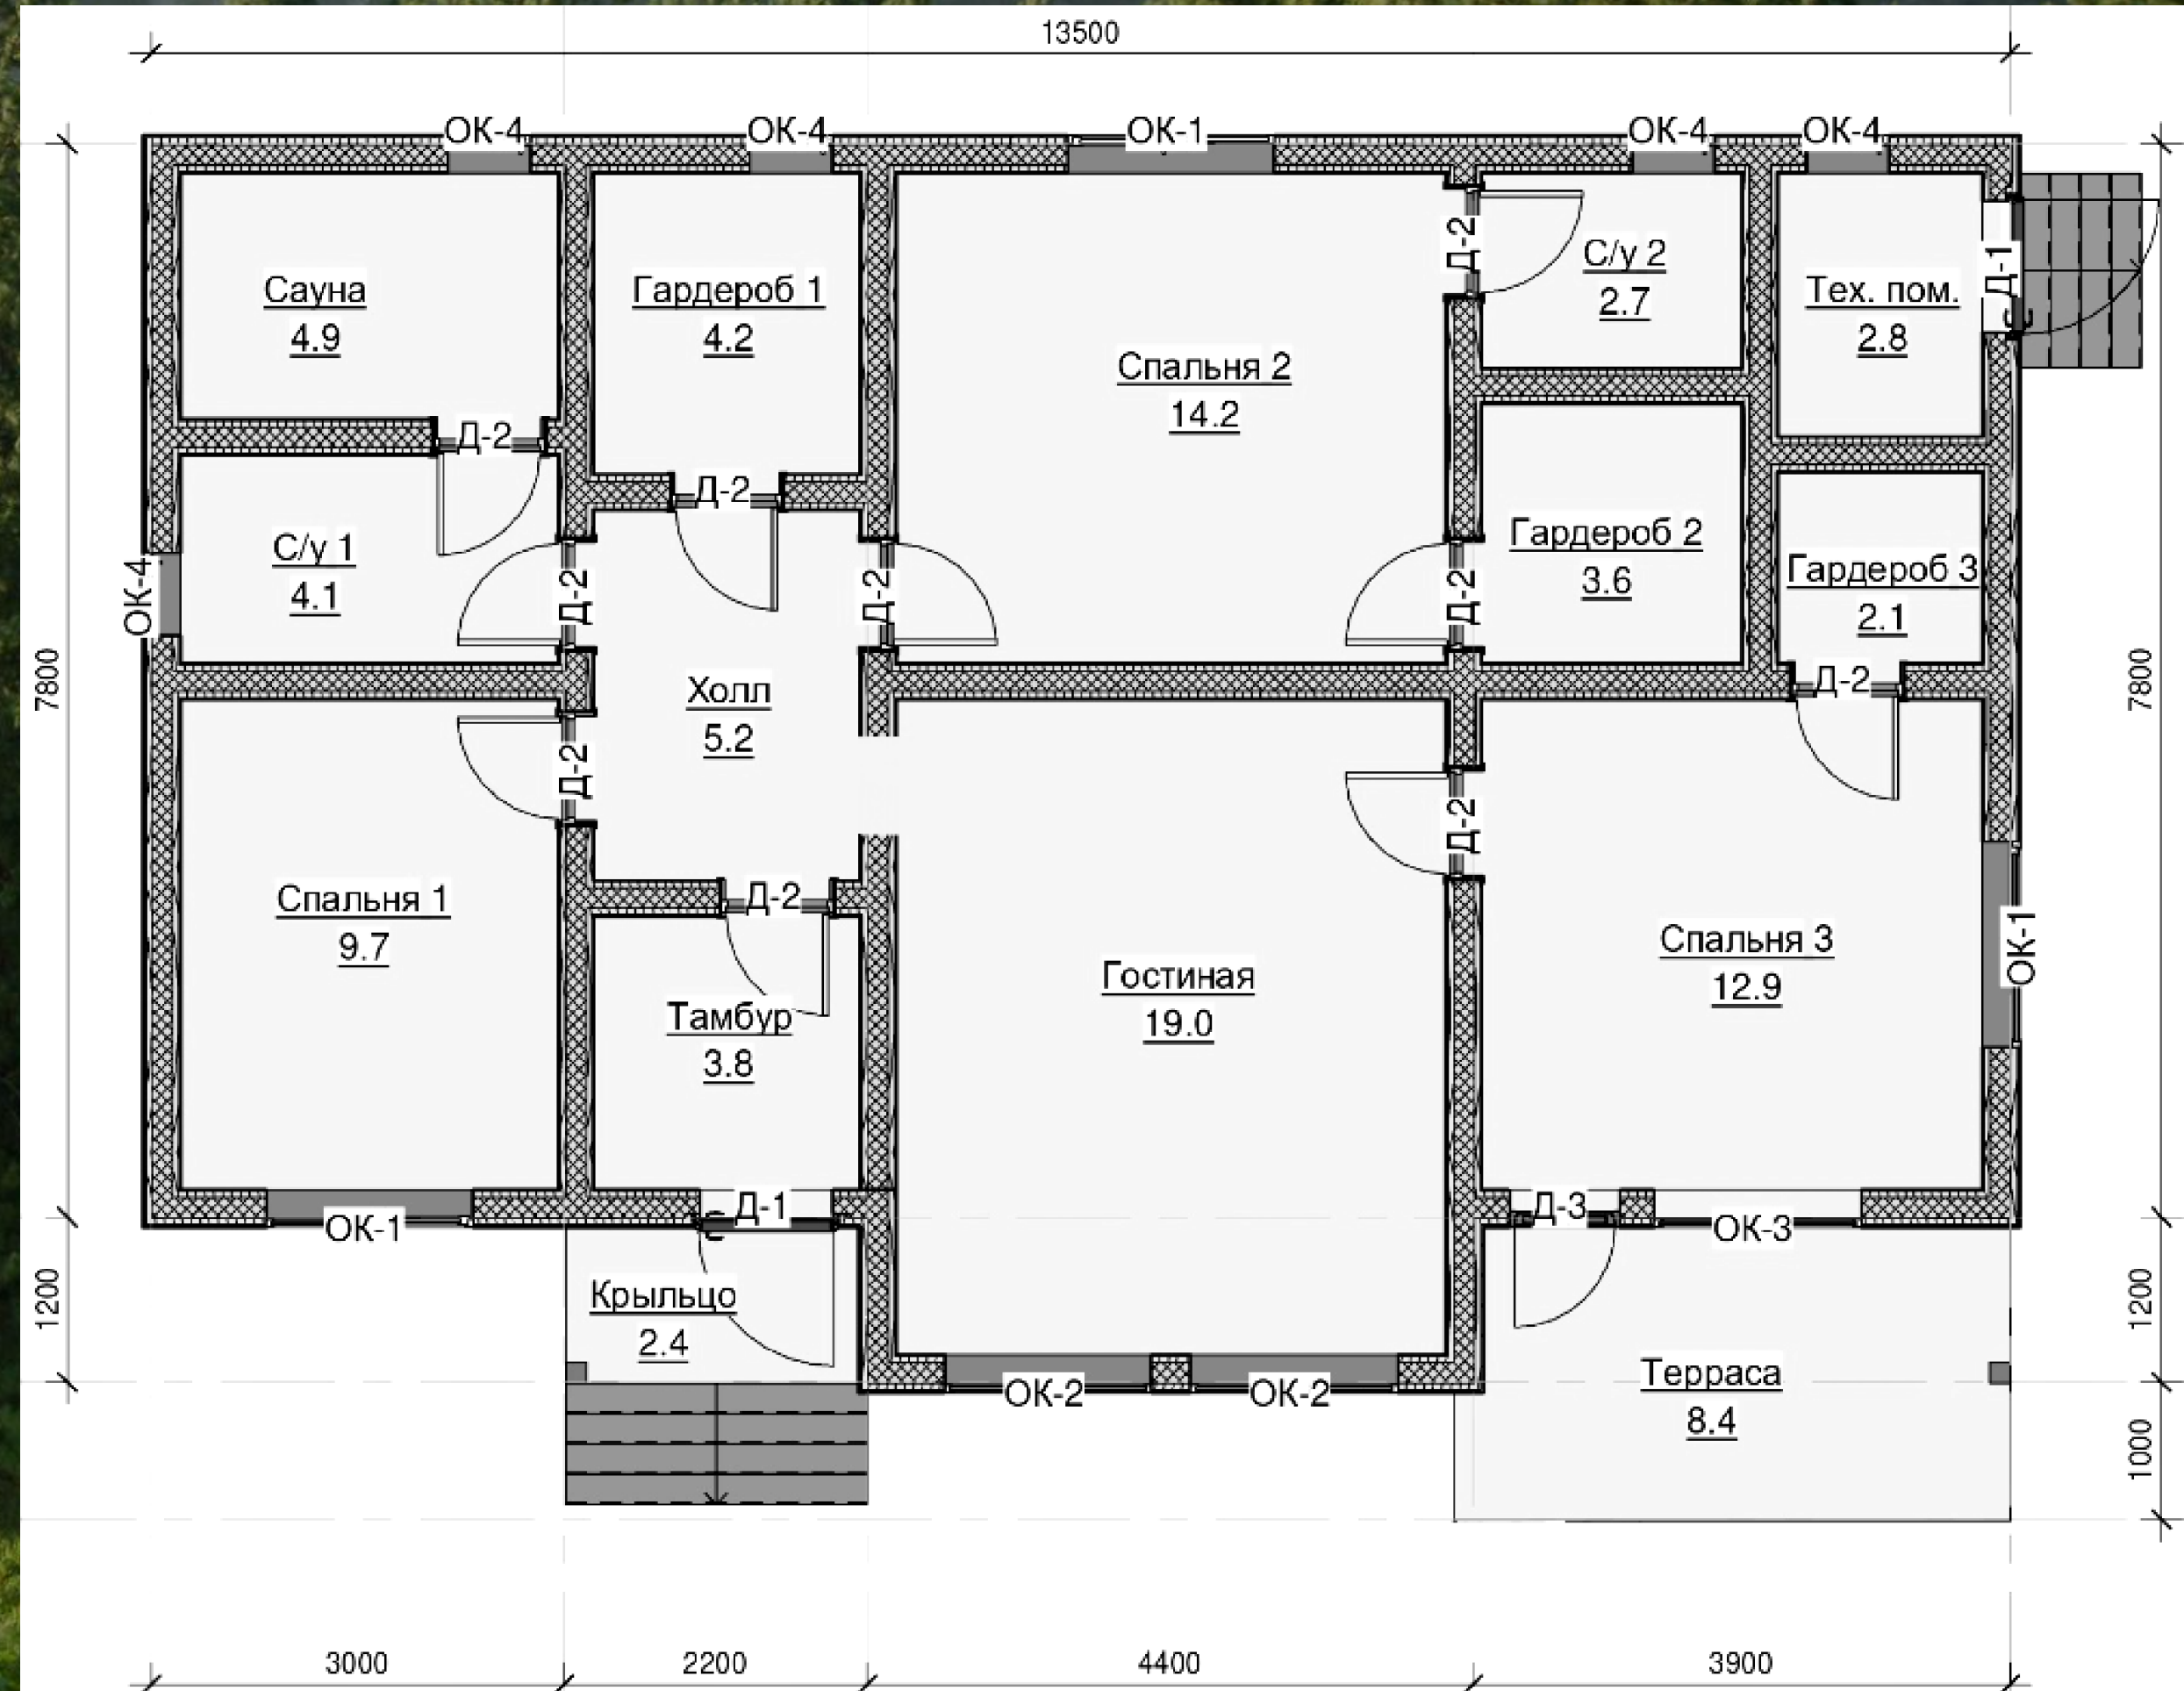 13500
ОК-4
ОК-4
ОК-1
ОК-4
ОК-4
Сауна
4.9
Гардероб 1
4.2
Спальня 2
14.2
Д-2
С/у 2
2.7
Тех. пом.
2.8
Д-1
Д-2
Д-2
С/у 1
4.1
ОК-4
Д-2
Д-2
Д-2
Гардероб 2
3.6
Гардероб 3
2.1
Д-2
7800
7800
Холл
5.2
Д-2
Д-2
Спальня 1
9.7
Д-2
Тамбур
3.8
Гостиная
19.0
Спальня 3
12.9
ОК-1
ОК-1
Д-1
Д-3
ОК-3
Крыльцо
2.4
1200
1200
ОК-2
ОК-2
Терраса
8.4
1000
3000
2200
4400
3900